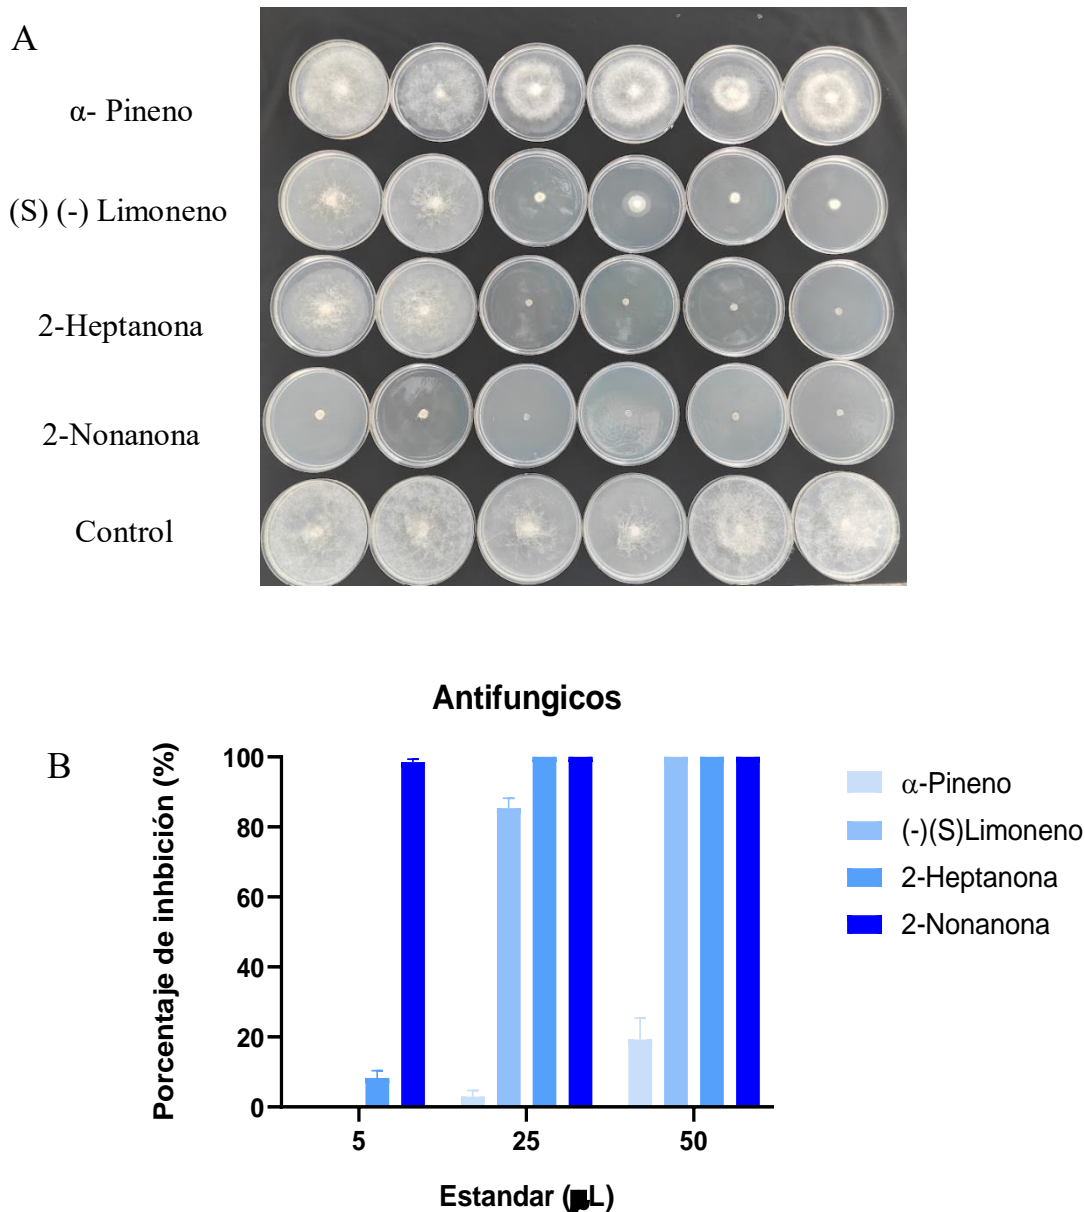 A
α- Pineno
(S) (-) Limoneno
2-Heptanona
2-Nonanona
Control
Antifungicos
B
Porcentaje de inhbición (%)
100
80
60
40
20
0
5
25
50
Estandar (μL)
α-Pineno
(-)(S)Limoneno
2-Heptanona
2-Nonanona